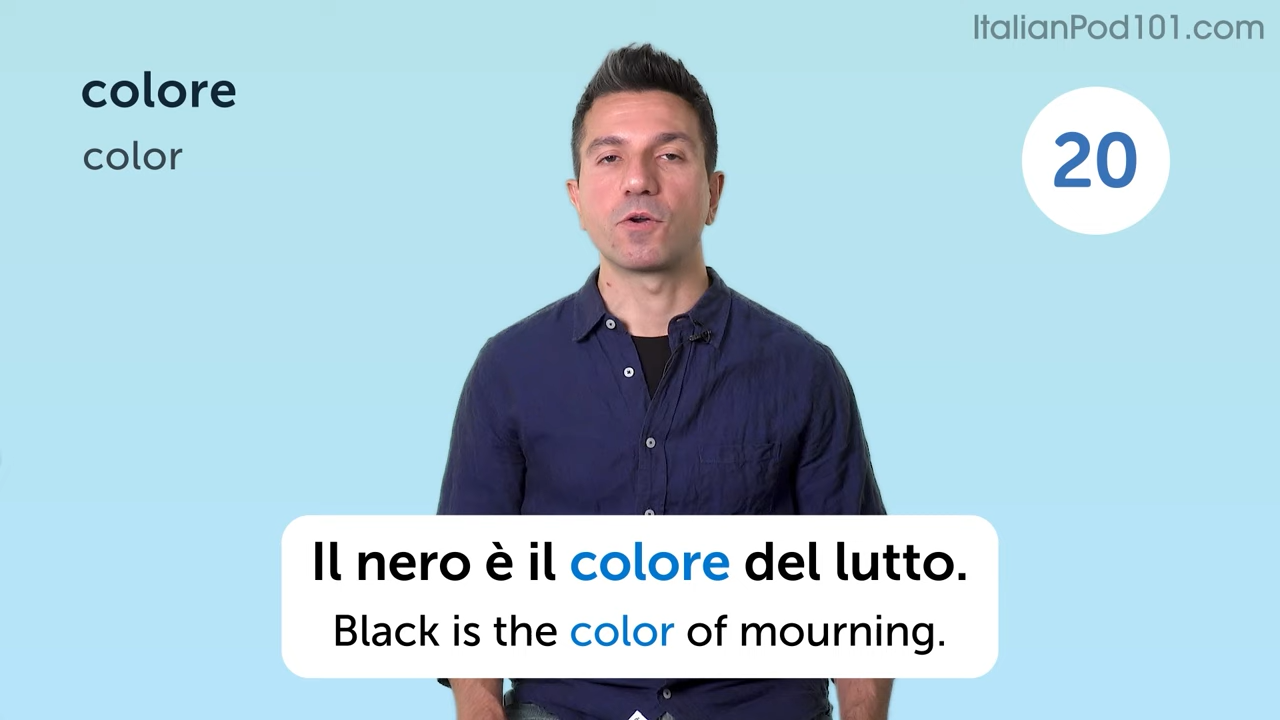 ItalianPod101.com
colore
color
20
Il nero è il colore del lutto.
Black is the color of mourning.